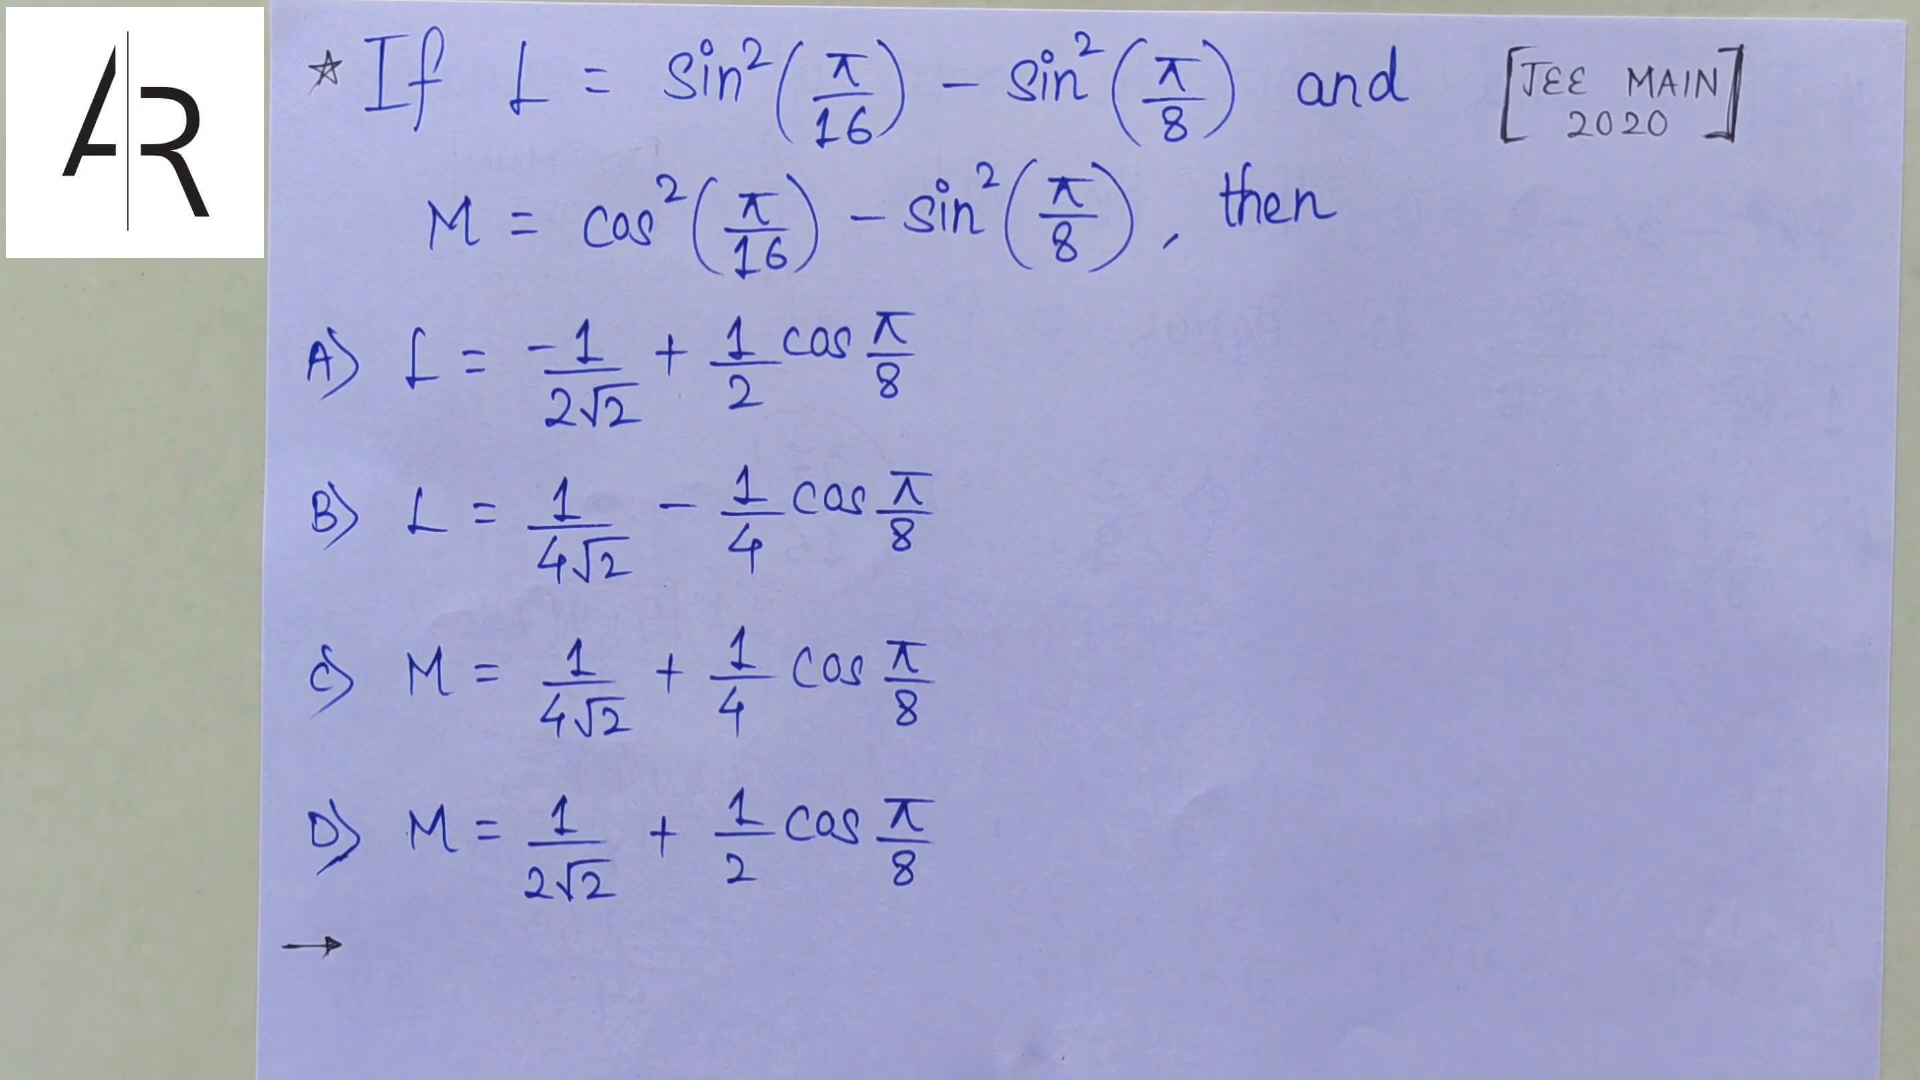 AR
☆ If L = sin²(π/16) - sin²(π/8) and [JEE MAIN 2020]
M = cos²(π/16) - sin²(π/8), then
A) L = -1/2√2 + 1/2 cos π/8
B) L = 1/4√2 - 1/4 cos π/8
C) M = 1/4√2 + 1/4 cos π/8
D) M = 1/2√2 + 1/2 cos π/8
→